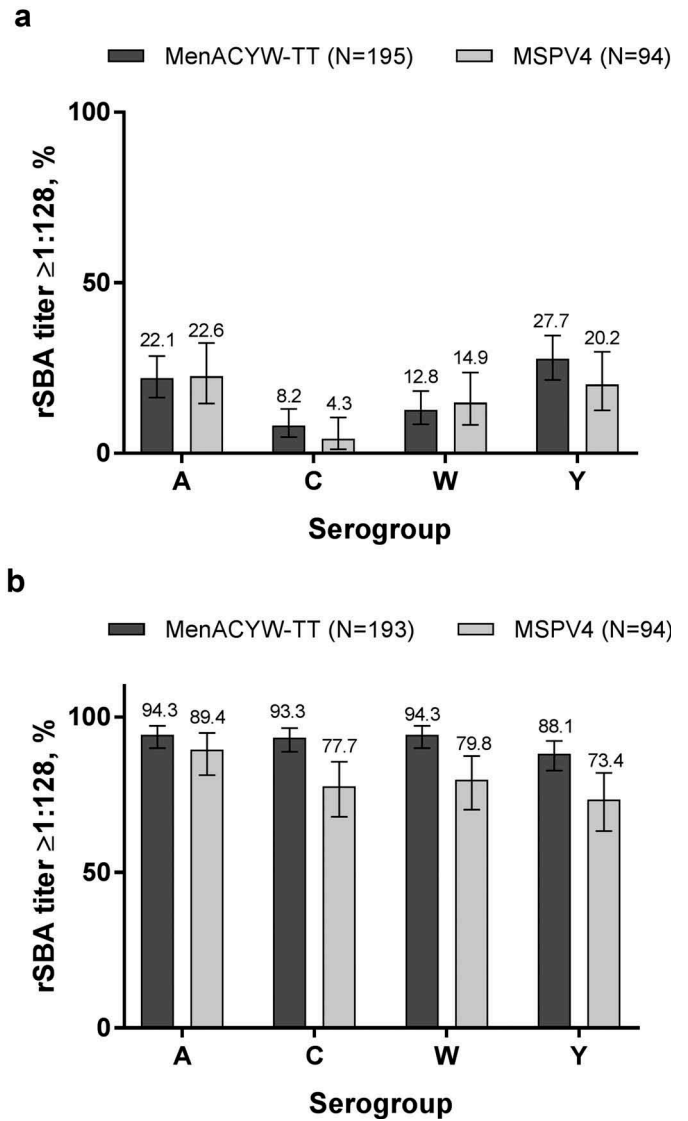 a
MenACYW-TT (N=195) MSPV4 (N=94)
rSBA titer ≥1:128, %
100
50
0
22.1 22.6 8.2 4.3 12.8 14.9 27.7 20.2
A C W Y
Serogroup
b
MenACYW-TT (N=193) MSPV4 (N=94)
rSBA titer ≥1:128, %
100
50
0
94.3 89.4 93.3 77.7 94.3 79.8 88.1 73.4
A C W Y
Serogroup